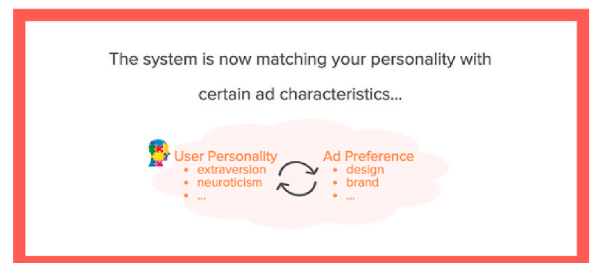 The system is now matching your personality with
certain ad characteristics...
User Personality
• extraversion
• neuroticism
• ...
Ad Preference
• design
• brand
• ...